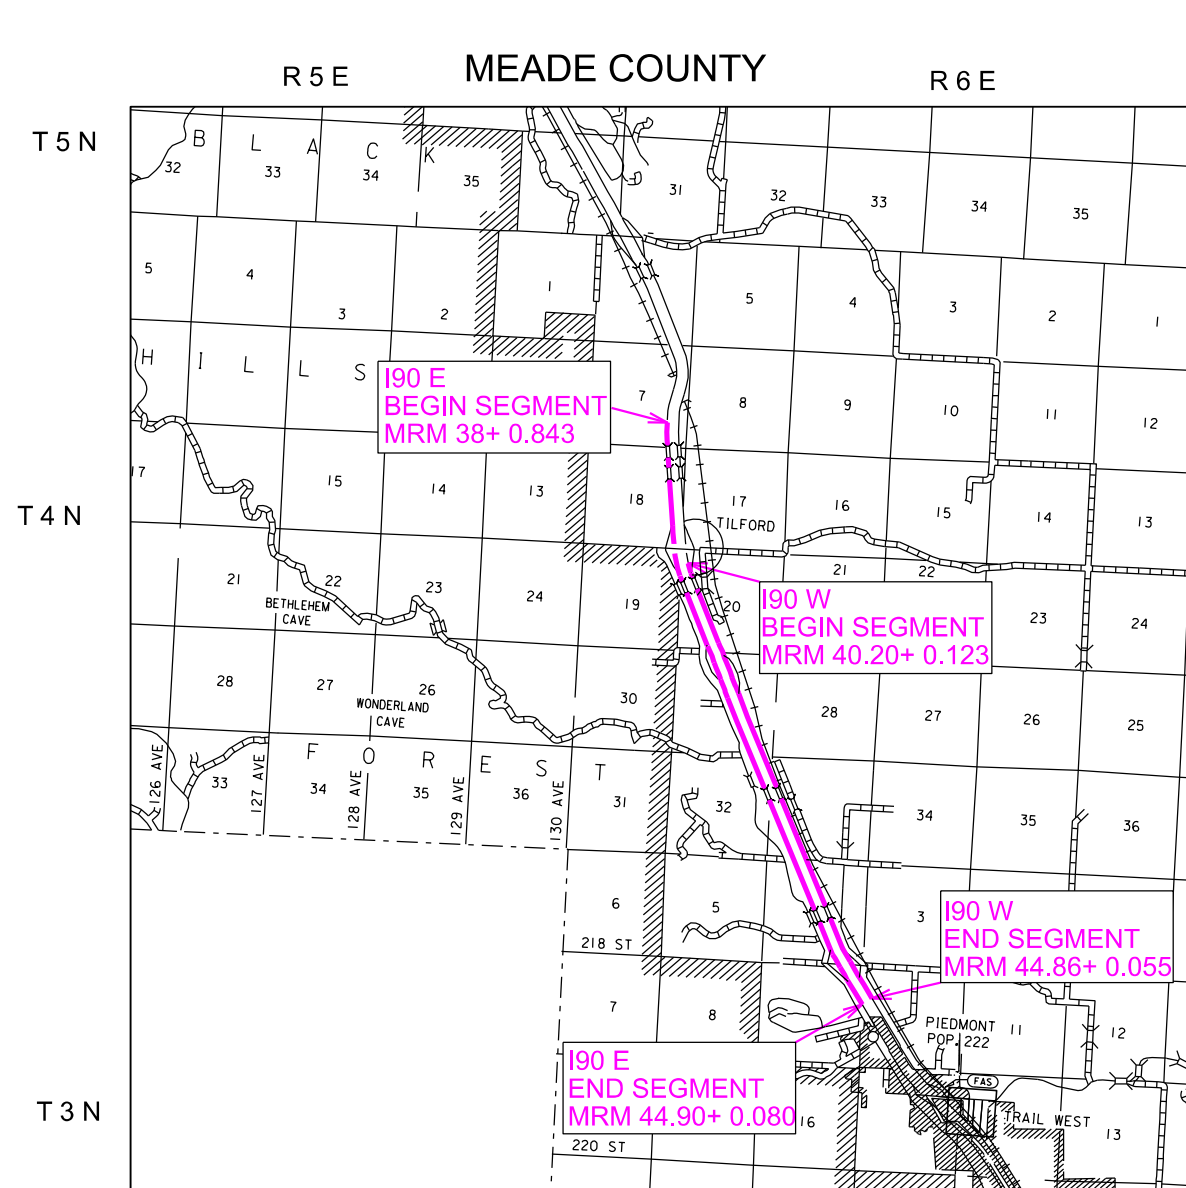 MEADE COUNTY
R 5 E
R 6 E
T 5 N
B L A C K
32
33
34
35
31
32
33
34
35
5
4
3
2
1
5
4
3
2
1
H I L L S
I90 E
BEGIN SEGMENT
MRM 38+ 0.843
7
8
9
10
11
12
T 4 N
17
15
14
13
18
17
16
15
14
13
TILFORD
21
22
23
24
19
20
21
22
23
24
BETHLEHEM
CAVE
I90 W
BEGIN SEGMENT
MRM 40.20+ 0.123
28
27
26
30
28
27
26
25
WONDERLAND
CAVE
F O R E S T
126 AVE
127 AVE
128 AVE
129 AVE
130 AVE
33
34
35
36
31
32
34
35
36
6
5
3
218 ST
I90 W
END SEGMENT
MRM 44.86+ 0.055
7
8
PIEDMONT
POP. 222
11
12
I90 E
END SEGMENT
MRM 44.90+ 0.080
FAS
T 3 N
16
TRAIL WEST
13
220 ST